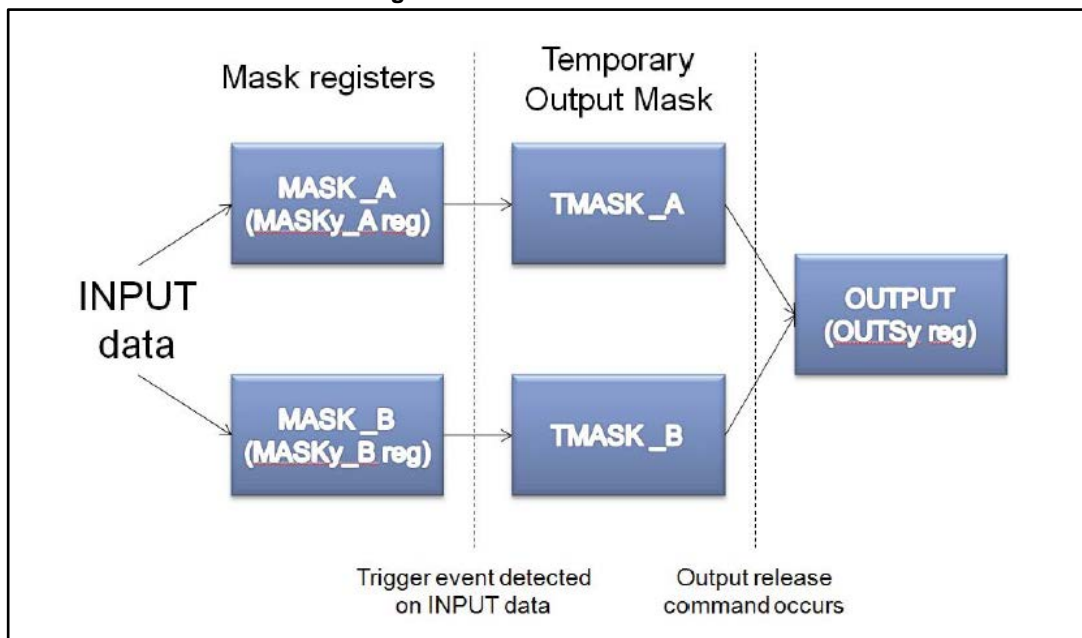 Mask registers
Temporary
Output Mask
MASK _A
(MASKy_A reg)
TMASK _A
INPUT
data
OUTPUT
(OUTSy reg)
MASK _B
(MASKy_B reg)
TMASK _B
Trigger event detected
on INPUT data
Output release
command occurs